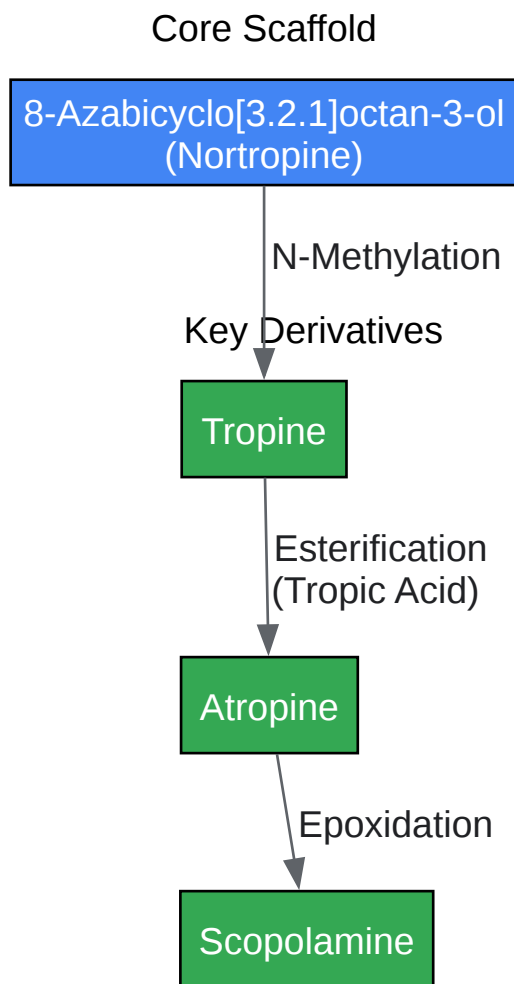 Core Scaffold
8-Azabicyclo[3.2.1]octan-3-ol
(Nortropine)
N-Methylation
Key Derivatives
Tropine
Esterification
(Tropic Acid)
Atropine
Epoxidation
Scopolamine